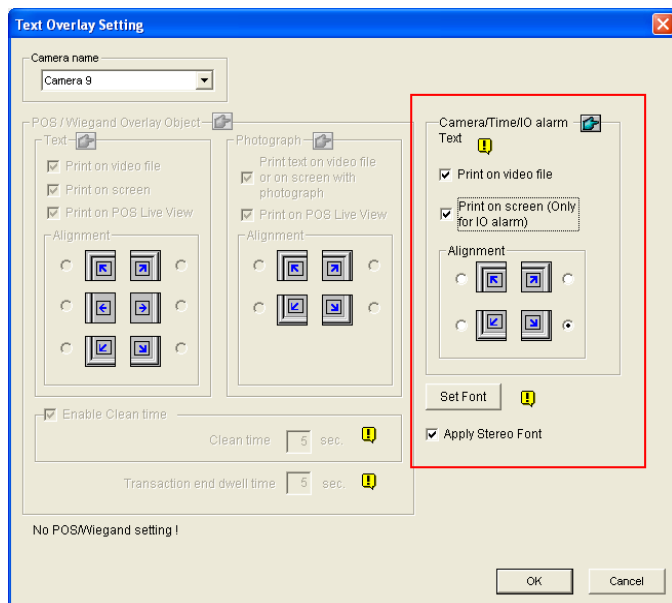 Text Overlay Setting
Camera name
Camera 9
POS / Wiegand Overlay Object
Text
Print on video file
Print on screen
Print on POS Live View
Alignment
Photograph
Print text on video file
or on screen with
photograph
Print on POS Live View
Alignment
Enable Clean time
Clean time 5 sec.
Transaction end dwell time 5 sec.
No POS/Wiegand setting !
Camera/Time/IO alarm
Text
Print on video file
Print on screen (Only
for IO alarm)
Alignment
Set Font
Apply Stereo Font
OK
Cancel